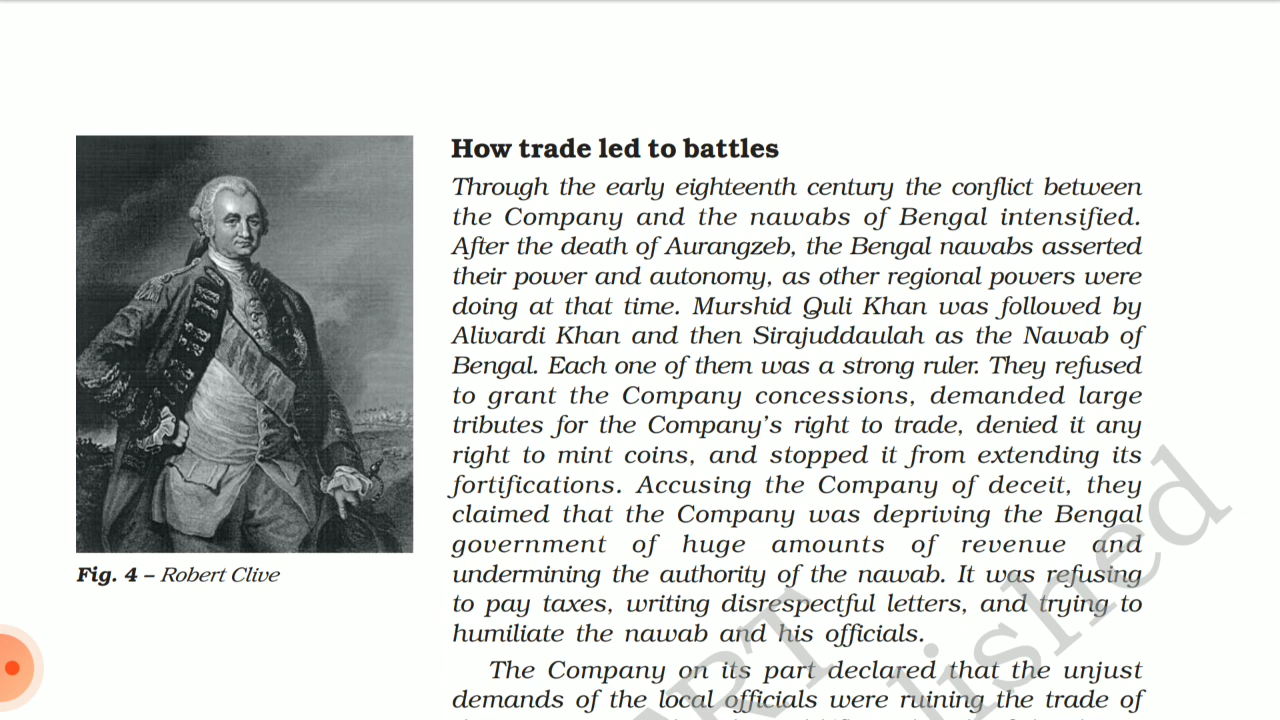 How trade led to battles
Through the early eighteenth century the conflict between
the Company and the nawabs of Bengal intensified.
After the death of Aurangzeb, the Bengal nawabs asserted
their power and autonomy, as other regional powers were
doing at that time. Murshid Quli Khan was followed by
Alivardi Khan and then Sirajuddaulah as the Nawab of
Bengal. Each one of them was a strong ruler. They refused
to grant the Company concessions, demanded large
tributes for the Company's right to trade, denied it any
right to mint coins, and stopped it from extending its
fortifications. Accusing the Company of deceit, they
claimed that the Company was depriving the Bengal
government of huge amounts of revenue and
undermining the authority of the nawab. It was refusing
to pay taxes, writing disrespectful letters, and trying to
humiliate the nawab and his officials.
The Company on its part declared that the unjust
demands of the local officials were ruining the trade of
Fig. 4 – Robert Clive